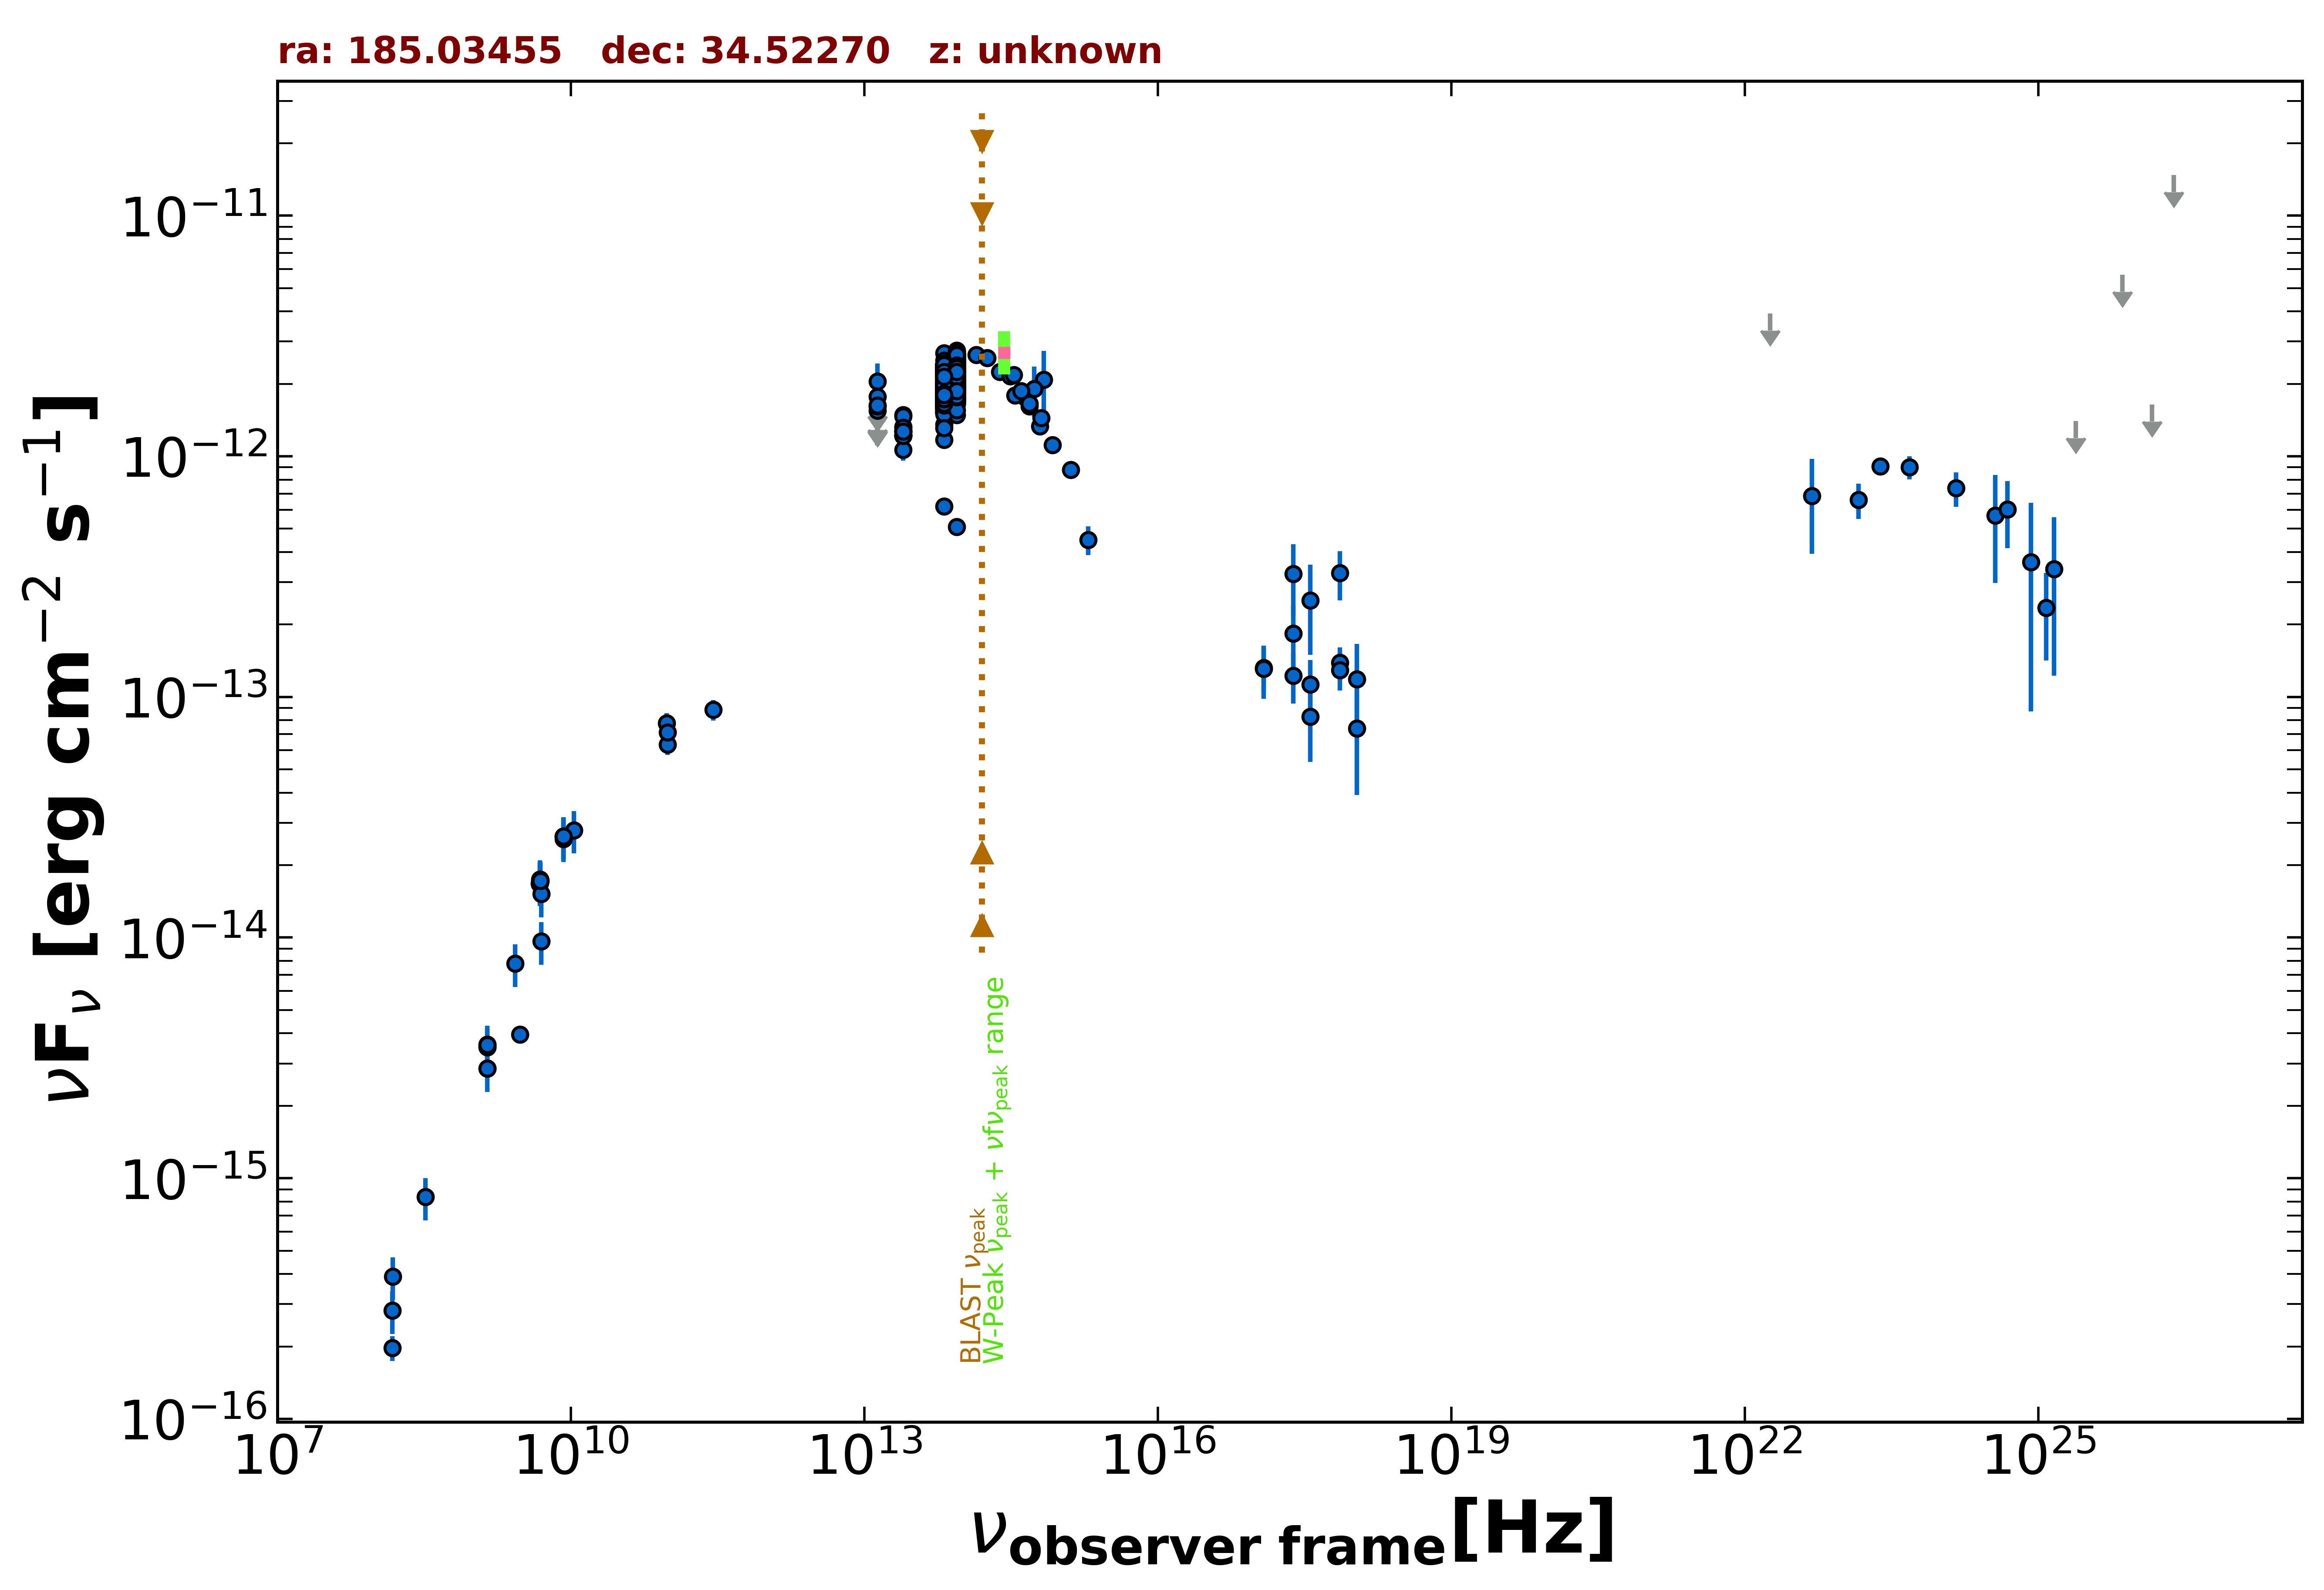 ra: 185.03455   dec: 34.52270   z: unknown
νFν [erg cm−2 s−1]
10−11
10−12
10−13
10−14
10−15
10−16
BLAST νpeak
W-Peak νpeak + νfνpeak range
107
1010
1013
1016
1019
1022
1025
νobserver frame[Hz]